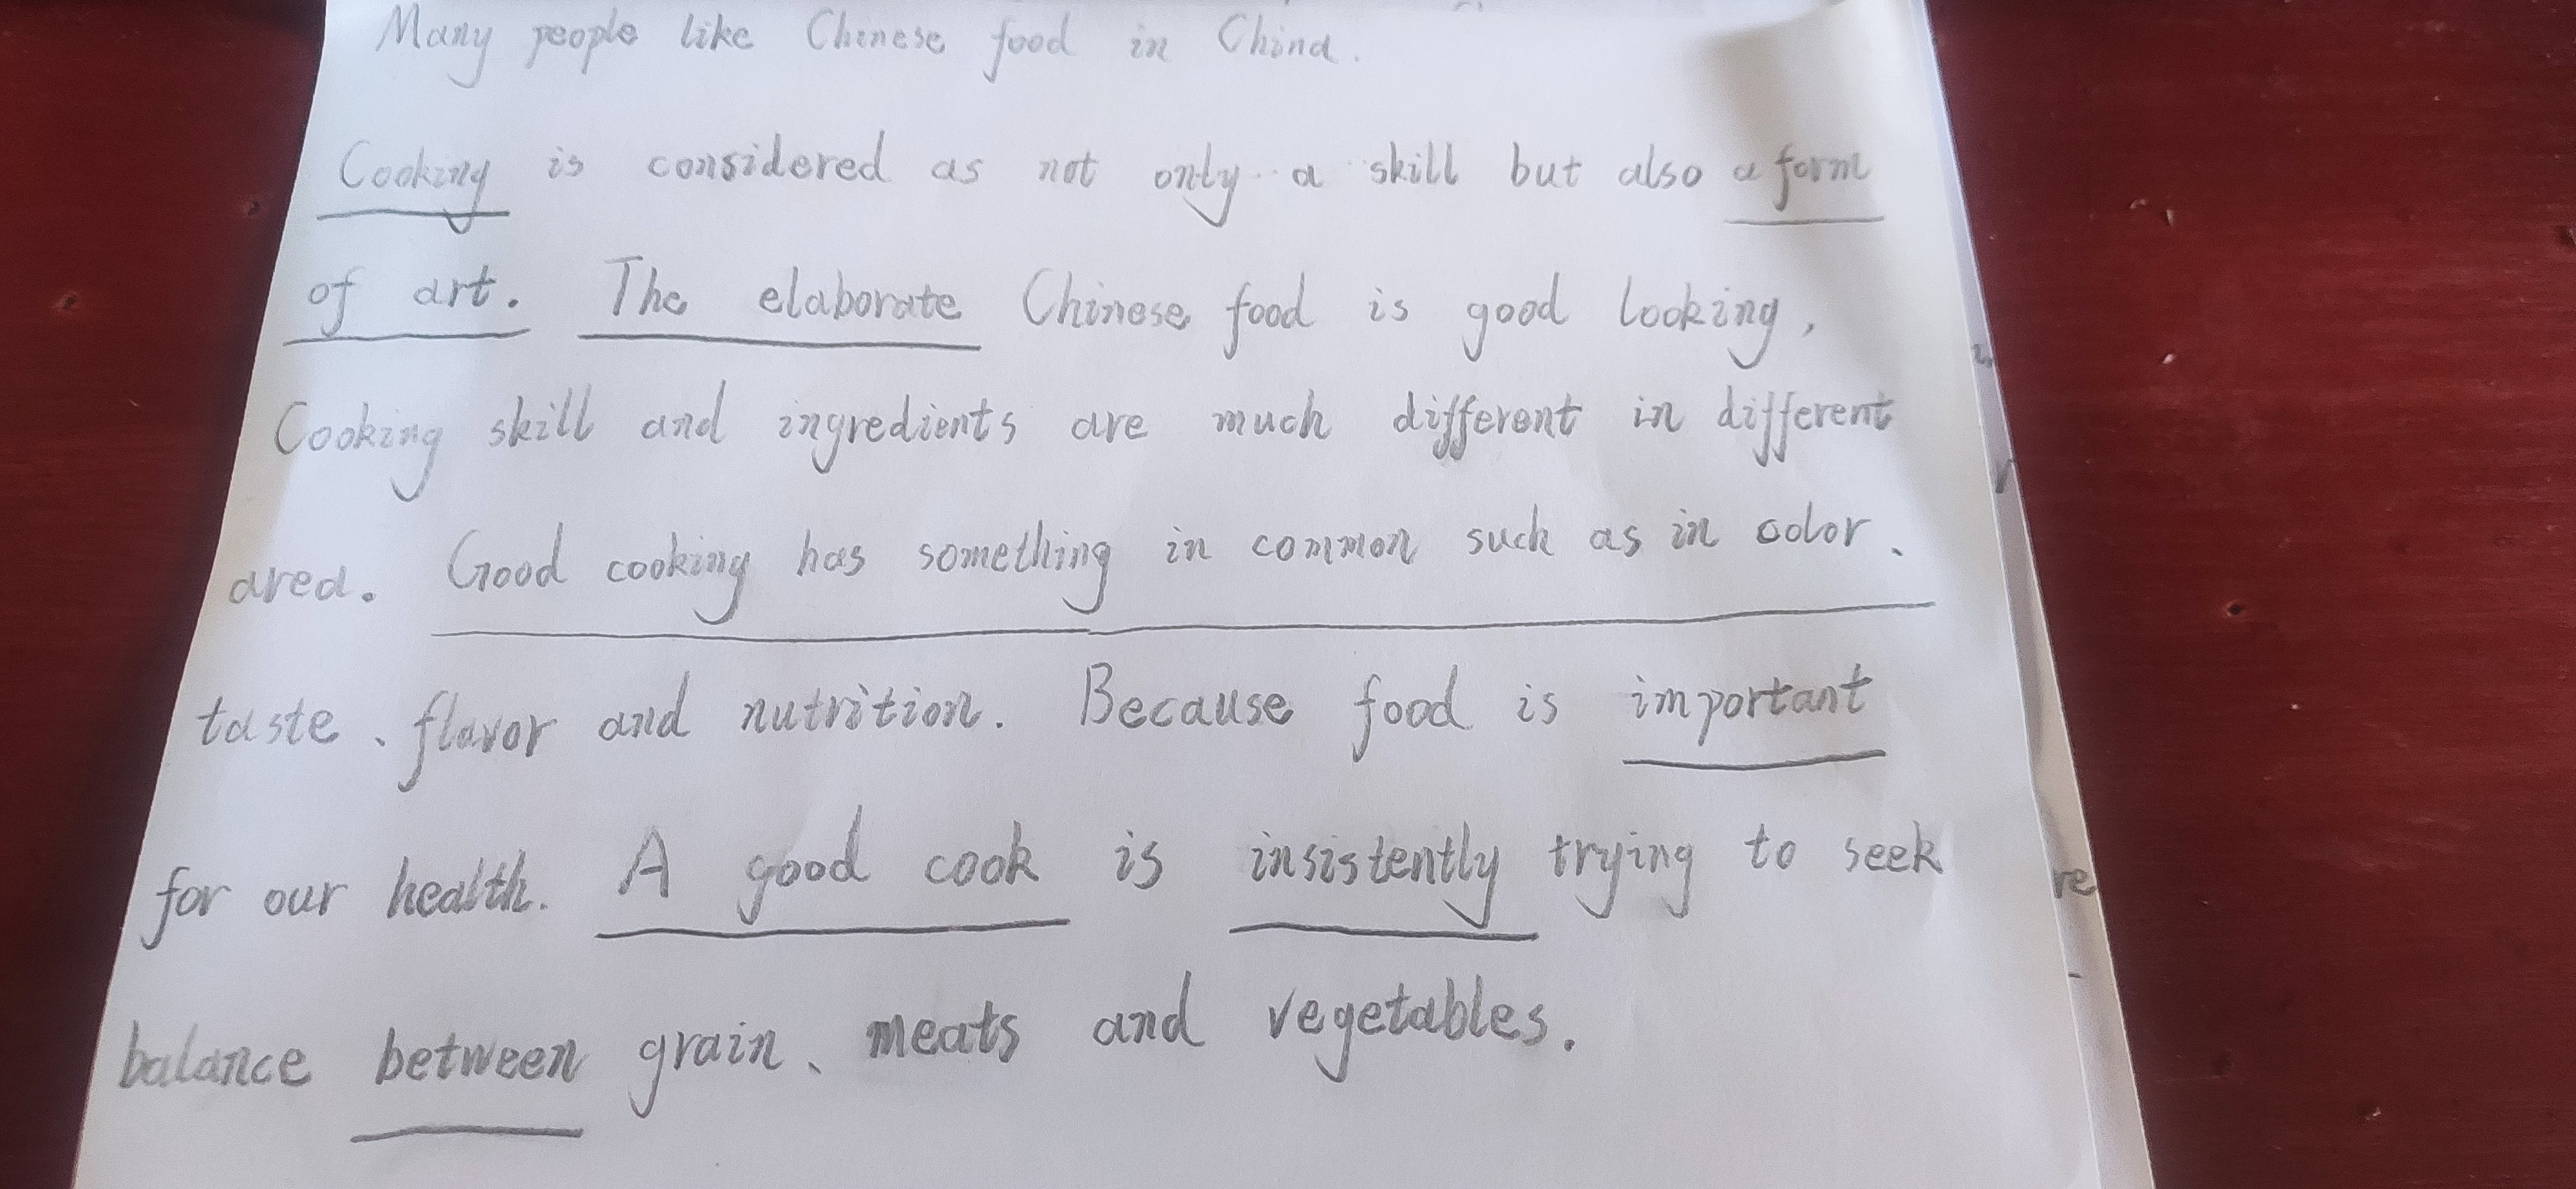 Many people like Chinese food in China.
Cooking is considered as not only a skill but also a form
of art. The elaborate Chinese food is good looking,
Cooking skill and ingredients are much different in different
area. Good cooking has something in common such as in color、
taste、flavor and nutrition. Because food is important
for our health. A good cook is insistently trying to seek
balance between grain、meats and vegetables.
re